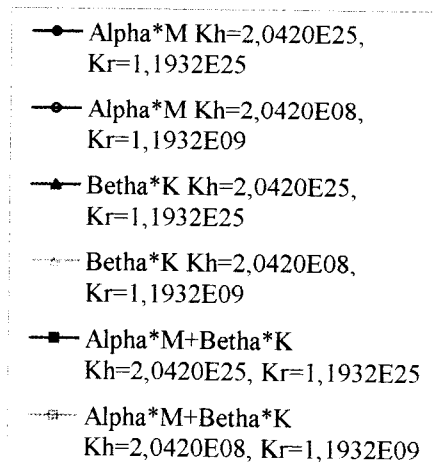 Alpha*M Kh=2,0420E25,
Kr=1,1932E25
Alpha*M Kh=2,0420E08,
Kr=1,1932E09
Betha*K Kh=2,0420E25,
Kr=1,1932E25
Betha*K Kh=2,0420E08,
Kr=1,1932E09
Alpha*M+Betha*K
Kh=2,0420E25, Kr=1,1932E25
Alpha*M+Betha*K
Kh=2,0420E08, Kr=1,1932E09